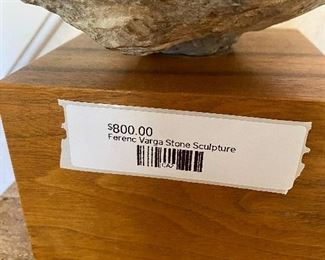 $800.00
Ferenc Varga Stone Sculpture